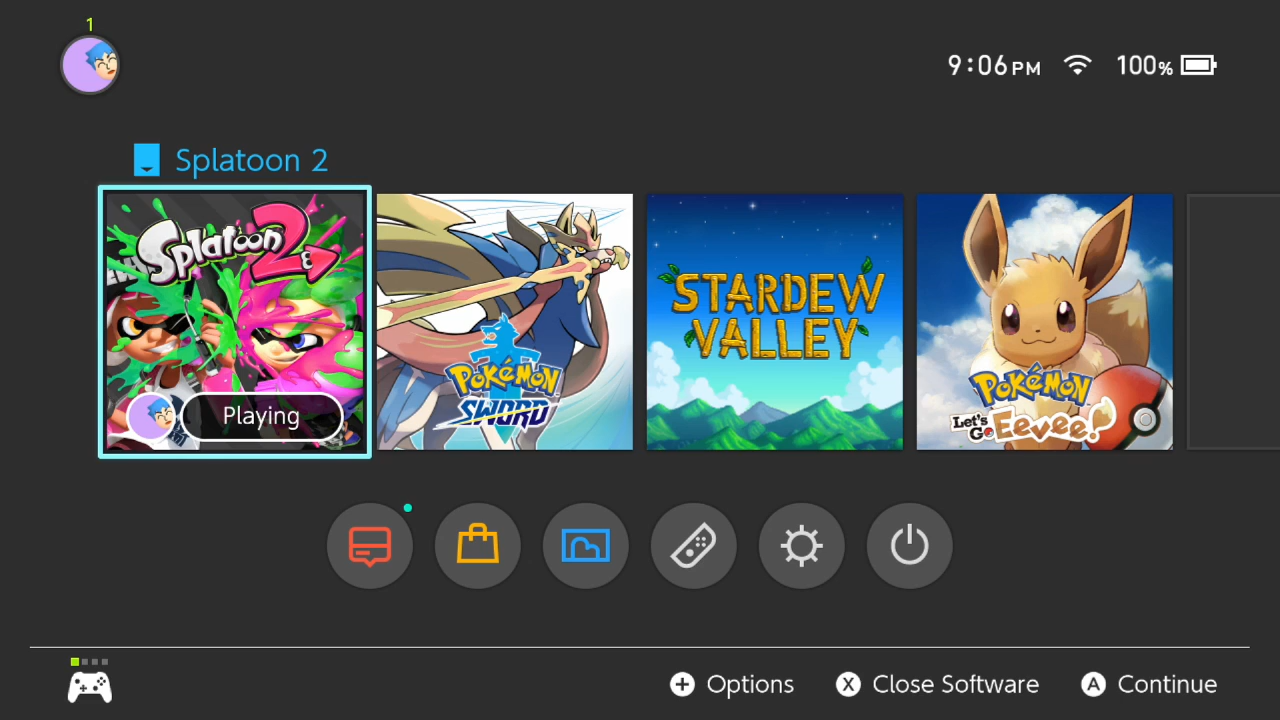 1
9:06PM
100%
Splatoon 2
Splatoon 2
Playing
POKÉMON
SWORD
STARDEW
VALLEY
POKÉMON
Let's Go Eevee!
+ Options
X Close Software
A Continue